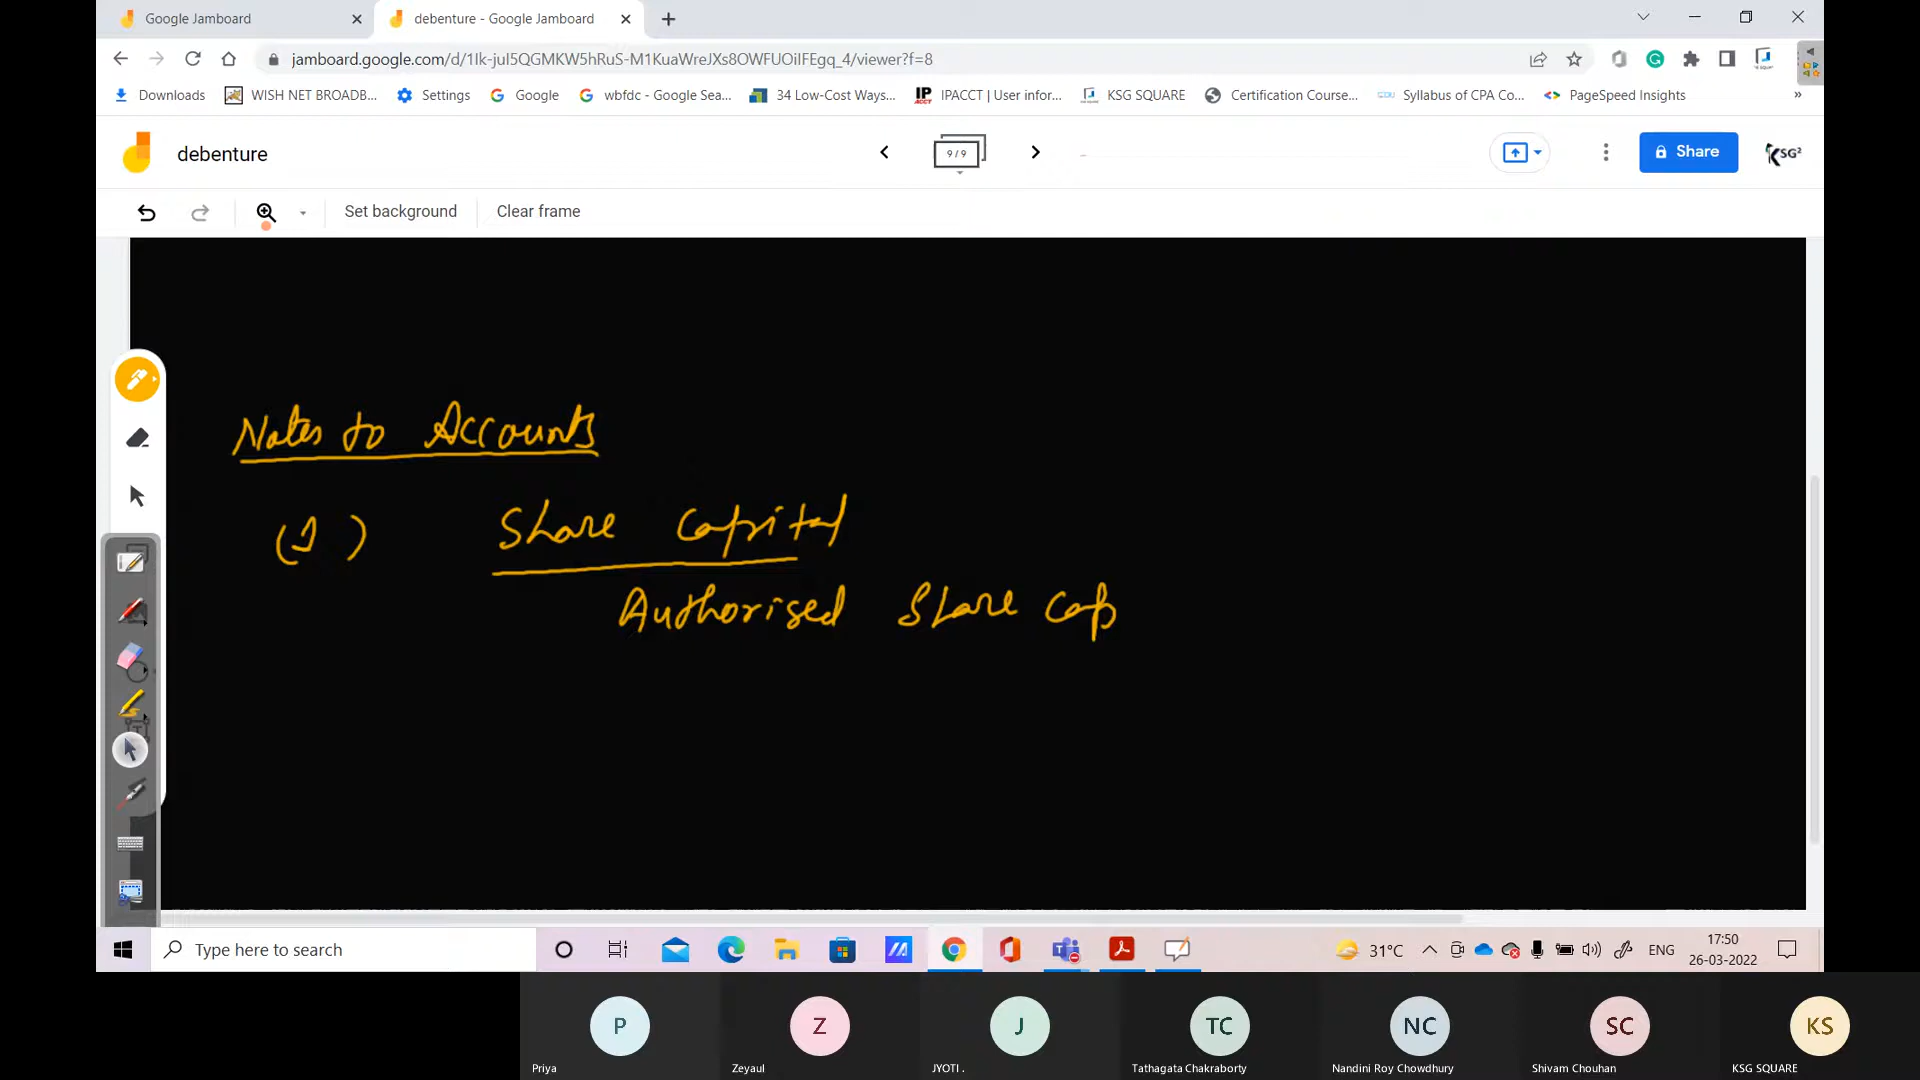 Google Jamboard
debenture - Google Jamboard
jamboard.google.com/d/1Ik-juI5QGMKW5hRuS-M1KuaWreJXs8OWFUOiIFEgq_4/viewer?f=8
Downloads WISH NET BROADB... Settings Google wbfdc - Google Sea... 34 Low-Cost Ways... IP ACCT IPACCT | User infor... KSG SQUARE Certification Course... Syllabus of CPA Co... PageSpeed Insights »
debenture 9/9 Share KSG²
Set background Clear frame
Notes to Accounts
(1) Share Capital
Authorised Share Cap
Type here to search 31°C ENG 17:50
26-03-2022
P Z J TC NC SC KS
Priya Zeyaul JYOTI . Tathagata Chakraborty Nandini Roy Chowdhury Shivam Chouhan KSG SQUARE